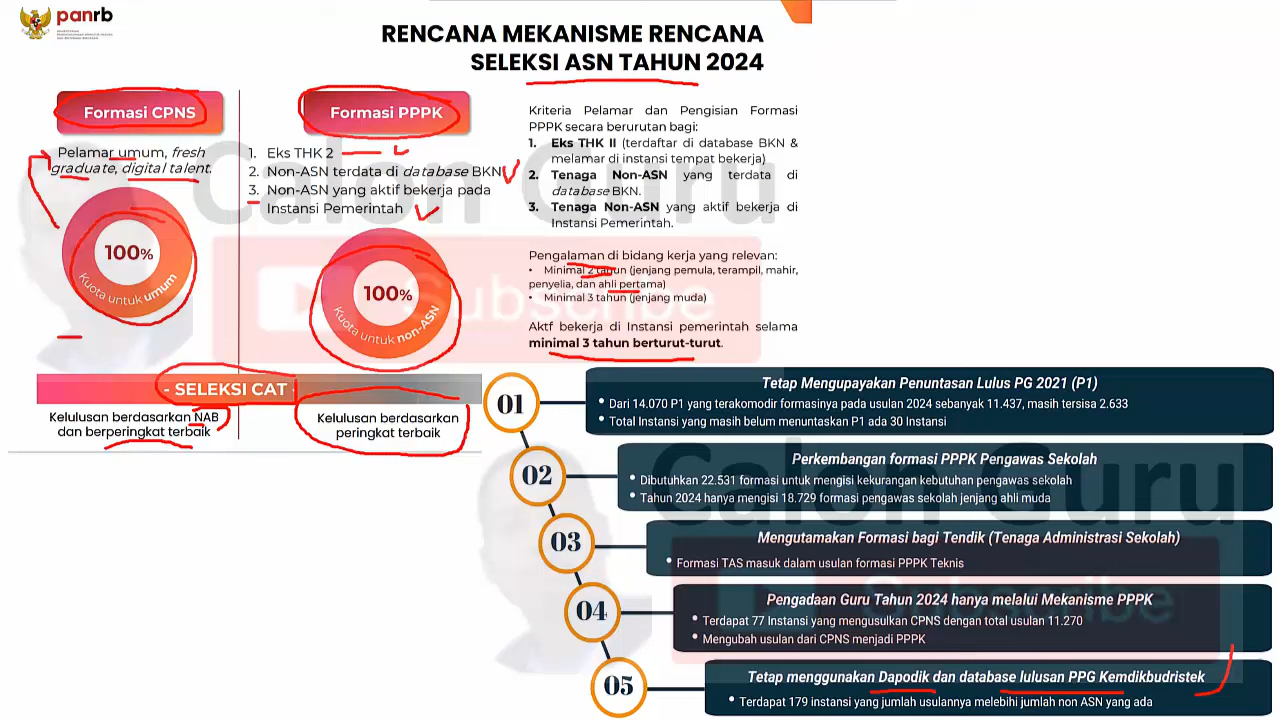 panrb
RENCANA MEKANISME RENCANA
SELEKSI ASN TAHUN 2024
Formasi CPNS
Pelamar umum, fresh
graduate, digital talent.
100%
Kuota untuk umum
Formasi PPPK
1. Eks THK 2
2. Non-ASN terdata di database BKN
3. Non-ASN yang aktif bekerja pada
Instansi Pemerintah
100%
Kuota untuk non-ASN
- SELEKSI CAT -
Kelulusan berdasarkan NAB
dan berperingkat terbaik
Kelulusan berdasarkan
peringkat terbaik
Kriteria Pelamar dan Pengisian Formasi
PPPK secara berurutan bagi:
1. Eks THK II (terdaftar di database BKN &
melamar di instansi tempat bekerja)
2. Tenaga Non-ASN yang terdata di
database BKN.
3. Tenaga Non-ASN yang aktif bekerja di
Instansi Pemerintah.
Pengalaman di bidang kerja yang relevan:
• Minimal 2 tahun (jenjang pemula, terampil, mahir,
penyelia, dan ahli pertama)
• Minimal 3 tahun (jenjang muda)
Aktf bekerja di Instansi pemerintah selama
minimal 3 tahun berturut-turut.
01
Tetap Mengupayakan Penuntasan Lulus PG 2021 (P1)
• Dari 14.070 P1 yang terakomodir formasinya pada usulan 2024 sebanyak 11.437, masih tersisa 2.633
• Total Instansi yang masih belum menuntaskan P1 ada 30 Instansi
02
Perkembangan formasi PPPK Pengawas Sekolah
• Dibutuhkan 22.531 formasi untuk mengisi kekurangan kebutuhan pengawas sekolah
• Tahun 2024 hanya mengisi 18.729 formasi pengawas sekolah jenjang ahli muda
03
Mengutamakan Formasi bagi Tendik (Tenaga Administrasi Sekolah)
• Formasi TAS masuk dalam usulan formasi PPPK Teknis
04
Pengadaan Guru Tahun 2024 hanya melalui Mekanisme PPPK
• Terdapat 77 Instansi yang mengusulkan CPNS dengan total usulan 11.270
• Mengubah usulan dari CPNS menjadi PPPK
05
Tetap menggunakan Dapodik dan database lulusan PPG Kemdikbudristek
• Terdapat 179 instansi yang jumlah usulannya melebihi jumlah non ASN yang ada
Calon Guru
Subscribe
Calon Guru
Subscribe